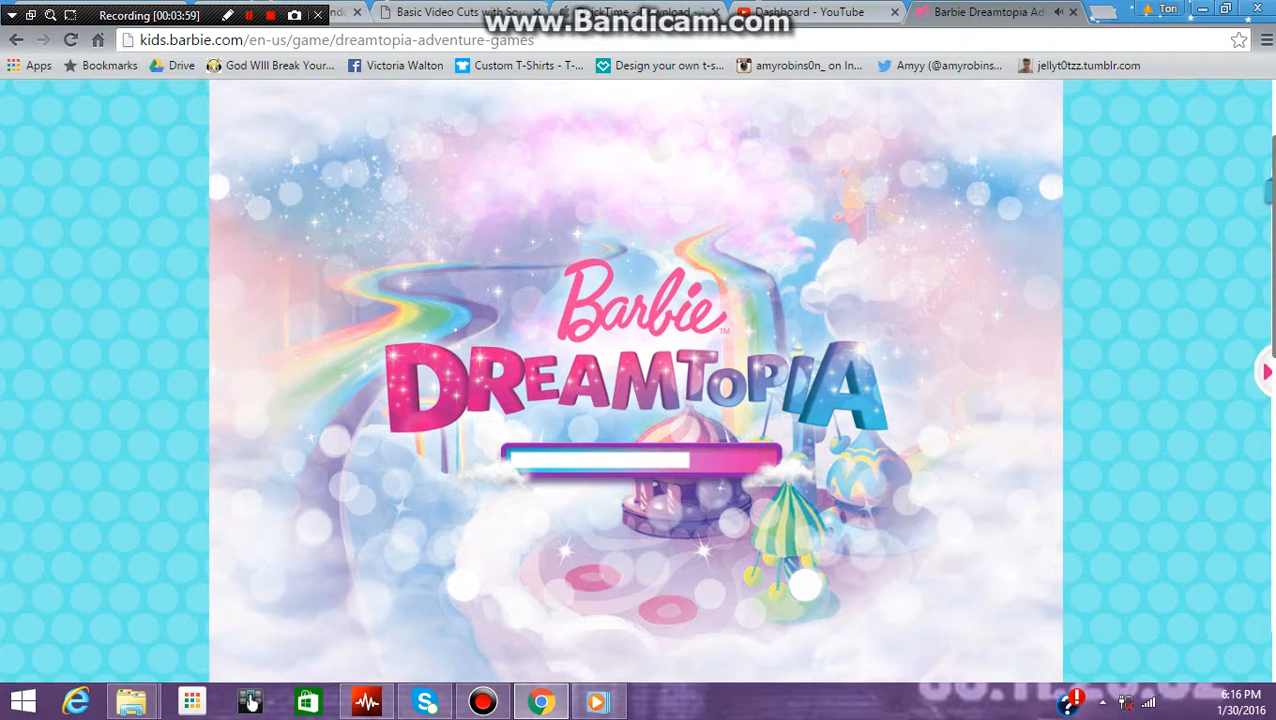 Recording [00:03:59]
Basic Video Cuts with So
Dashboard - YouTube
Barbie Dreamtopia Ad
Tori
www.Bandicam.com
kids.barbie.com/en-us/game/dreamtopia-adventure-games
Apps
Bookmarks
Drive
God Will Break Your...
Victoria Walton
Custom T-Shirts - T-...
Design your own t-s...
amyrobins0n_ on In...
Amyy (@amyrobins...
jellyt0tzz.tumblr.com
Barbie™
DREAMTOPIA
6:16 PM
1/30/2016